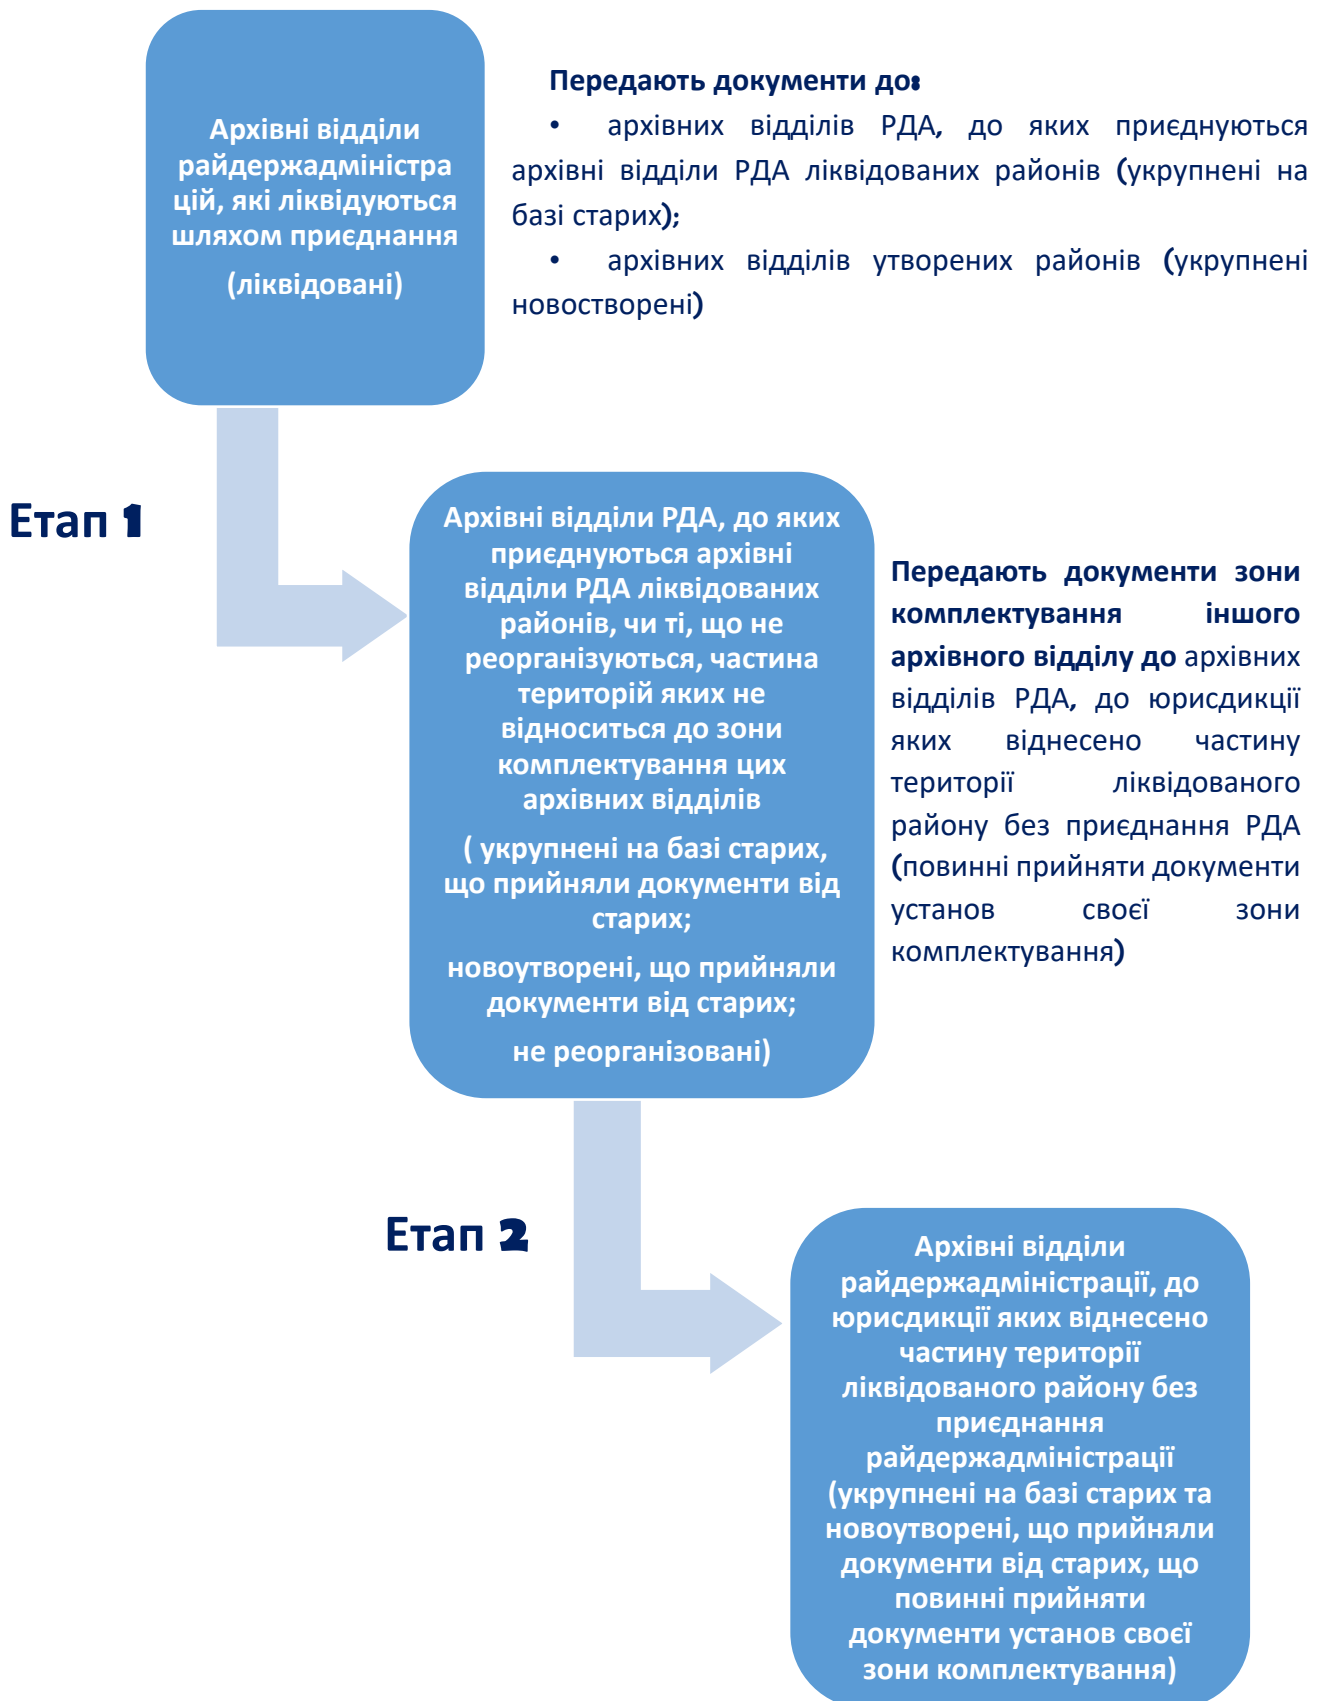 Архівні відділи
райдержадміністра
цій, які ліквідуються
шляхом приєднання
(ліквідовані)
Передають документи до:
• архівних відділів РДА, до яких приєднуються
архівні відділи РДА ліквідованих районів (укрупнені на
базі старих);
• архівних відділів утворених районів (укрупнені
новостворені)
Етап 1
Архівні відділи РДА, до яких
приєднуються архівні
відділи РДА ліквідованих
районів, чи ті, що не
реорганізуються, частина
територій яких не
відноситься до зони
комплектування цих
архівних відділів
( укрупнені на базі старих,
що прийняли документи від
старих;
новоутворені, що прийняли
документи від старих;
не реорганізовані)
Передають документи зони
комплектування іншого
архівного відділу до архівних
відділів РДА, до юрисдикції
яких віднесено частину
території ліквідованого
району без приєднання РДА
(повинні прийняти документи
установ своєї зони
комплектування)
Етап 2
Архівні відділи
райдержадміністрації, до
юрисдикції яких віднесено
частину території
ліквідованого району без
приєднання
райдержадміністрації
(укрупнені на базі старих та
новоутворені, що прийняли
документи від старих, що
повинні прийняти
документи установ своєї
зони комплектування)